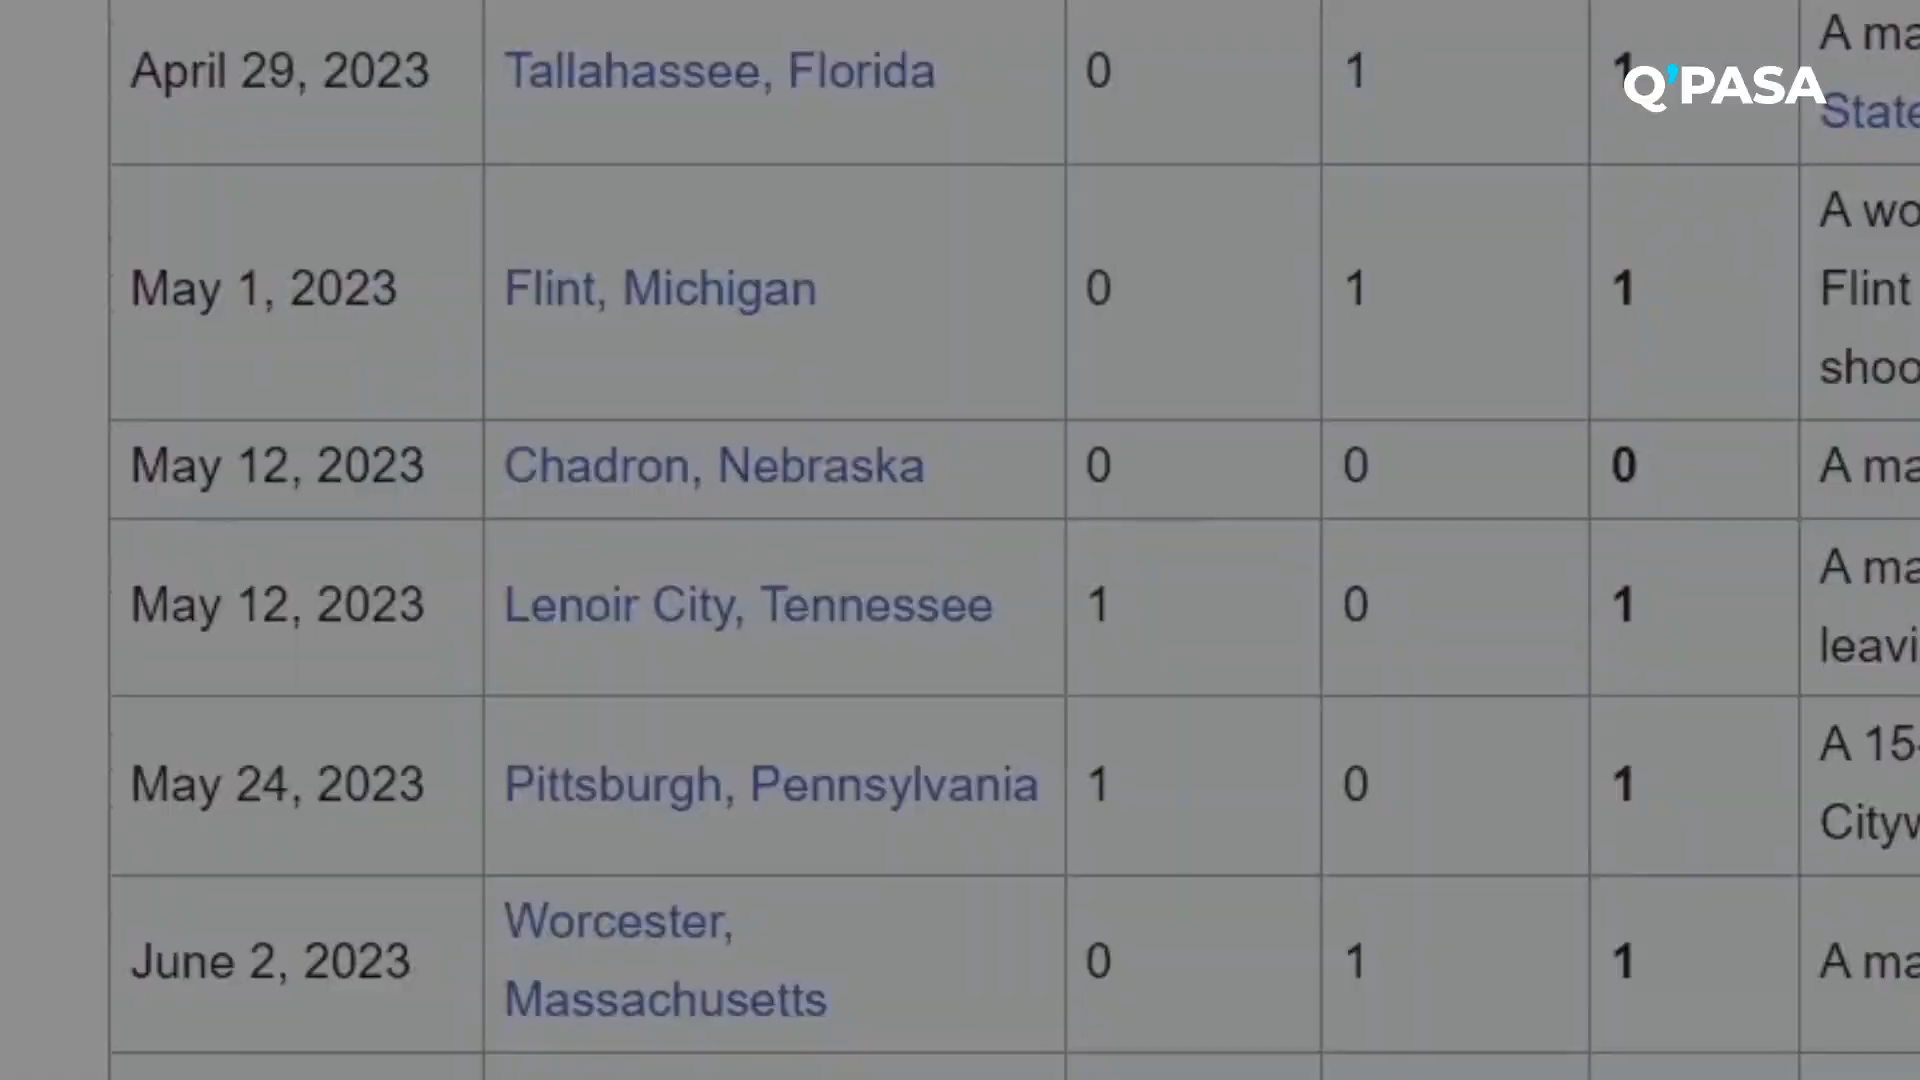 A ma
April 29, 2023 Tallahassee, Florida 0 1 1
Q'PASA
State
A wo
May 1, 2023 Flint, Michigan 0 1 1 Flint
shoo
May 12, 2023 Chadron, Nebraska 0 0 0 A ma
A ma
May 12, 2023 Lenoir City, Tennessee 1 0 1
leavi
A 15-
May 24, 2023 Pittsburgh, Pennsylvania 1 0 1
Cityw
Worcester,
June 2, 2023 0 1 1 A ma
Massachusetts